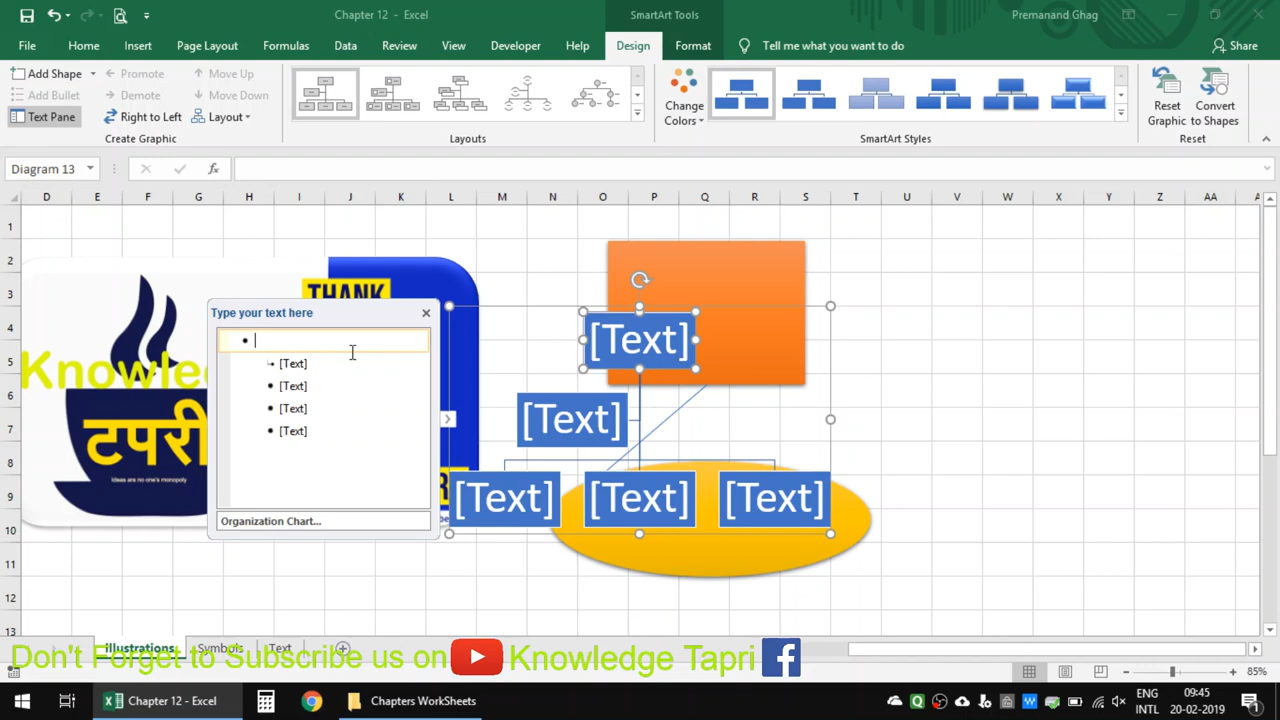 Chapter 12 - Excel
SmartArt Tools
Premanand Ghag
File
Home
Insert
Page Layout
Formulas
Data
Review
View
Developer
Help
Design
Format
Tell me what you want to do
Share
Add Shape
Promote
Move Up
Add Bullet
Demote
Move Down
Text Pane
Right to Left
Layout
Create Graphic
Layouts
Change
Colors
SmartArt Styles
Reset
Graphic
Convert
to Shapes
Reset
Diagram 13
fx
D E F G H I J K L M N O P Q R S T U V W X Y Z AA
1
2
3
4
5
6
7
8
9
10
11
12
13
THANK
Type your text here
[Text]
[Text]
[Text]
[Text]
Organization Chart...
Knowle
टपरी
Ideas are no one's monopoly
[Text]
[Text]
[Text]
[Text]
[Text]
Illustrations
Symbols
Text
Don't Forget to Subscribe us on
Knowledge Tapri
85%
Chapter 12 - Excel
Chapters WorkSheets
ENG
INTL
09:45
20-02-2019
1